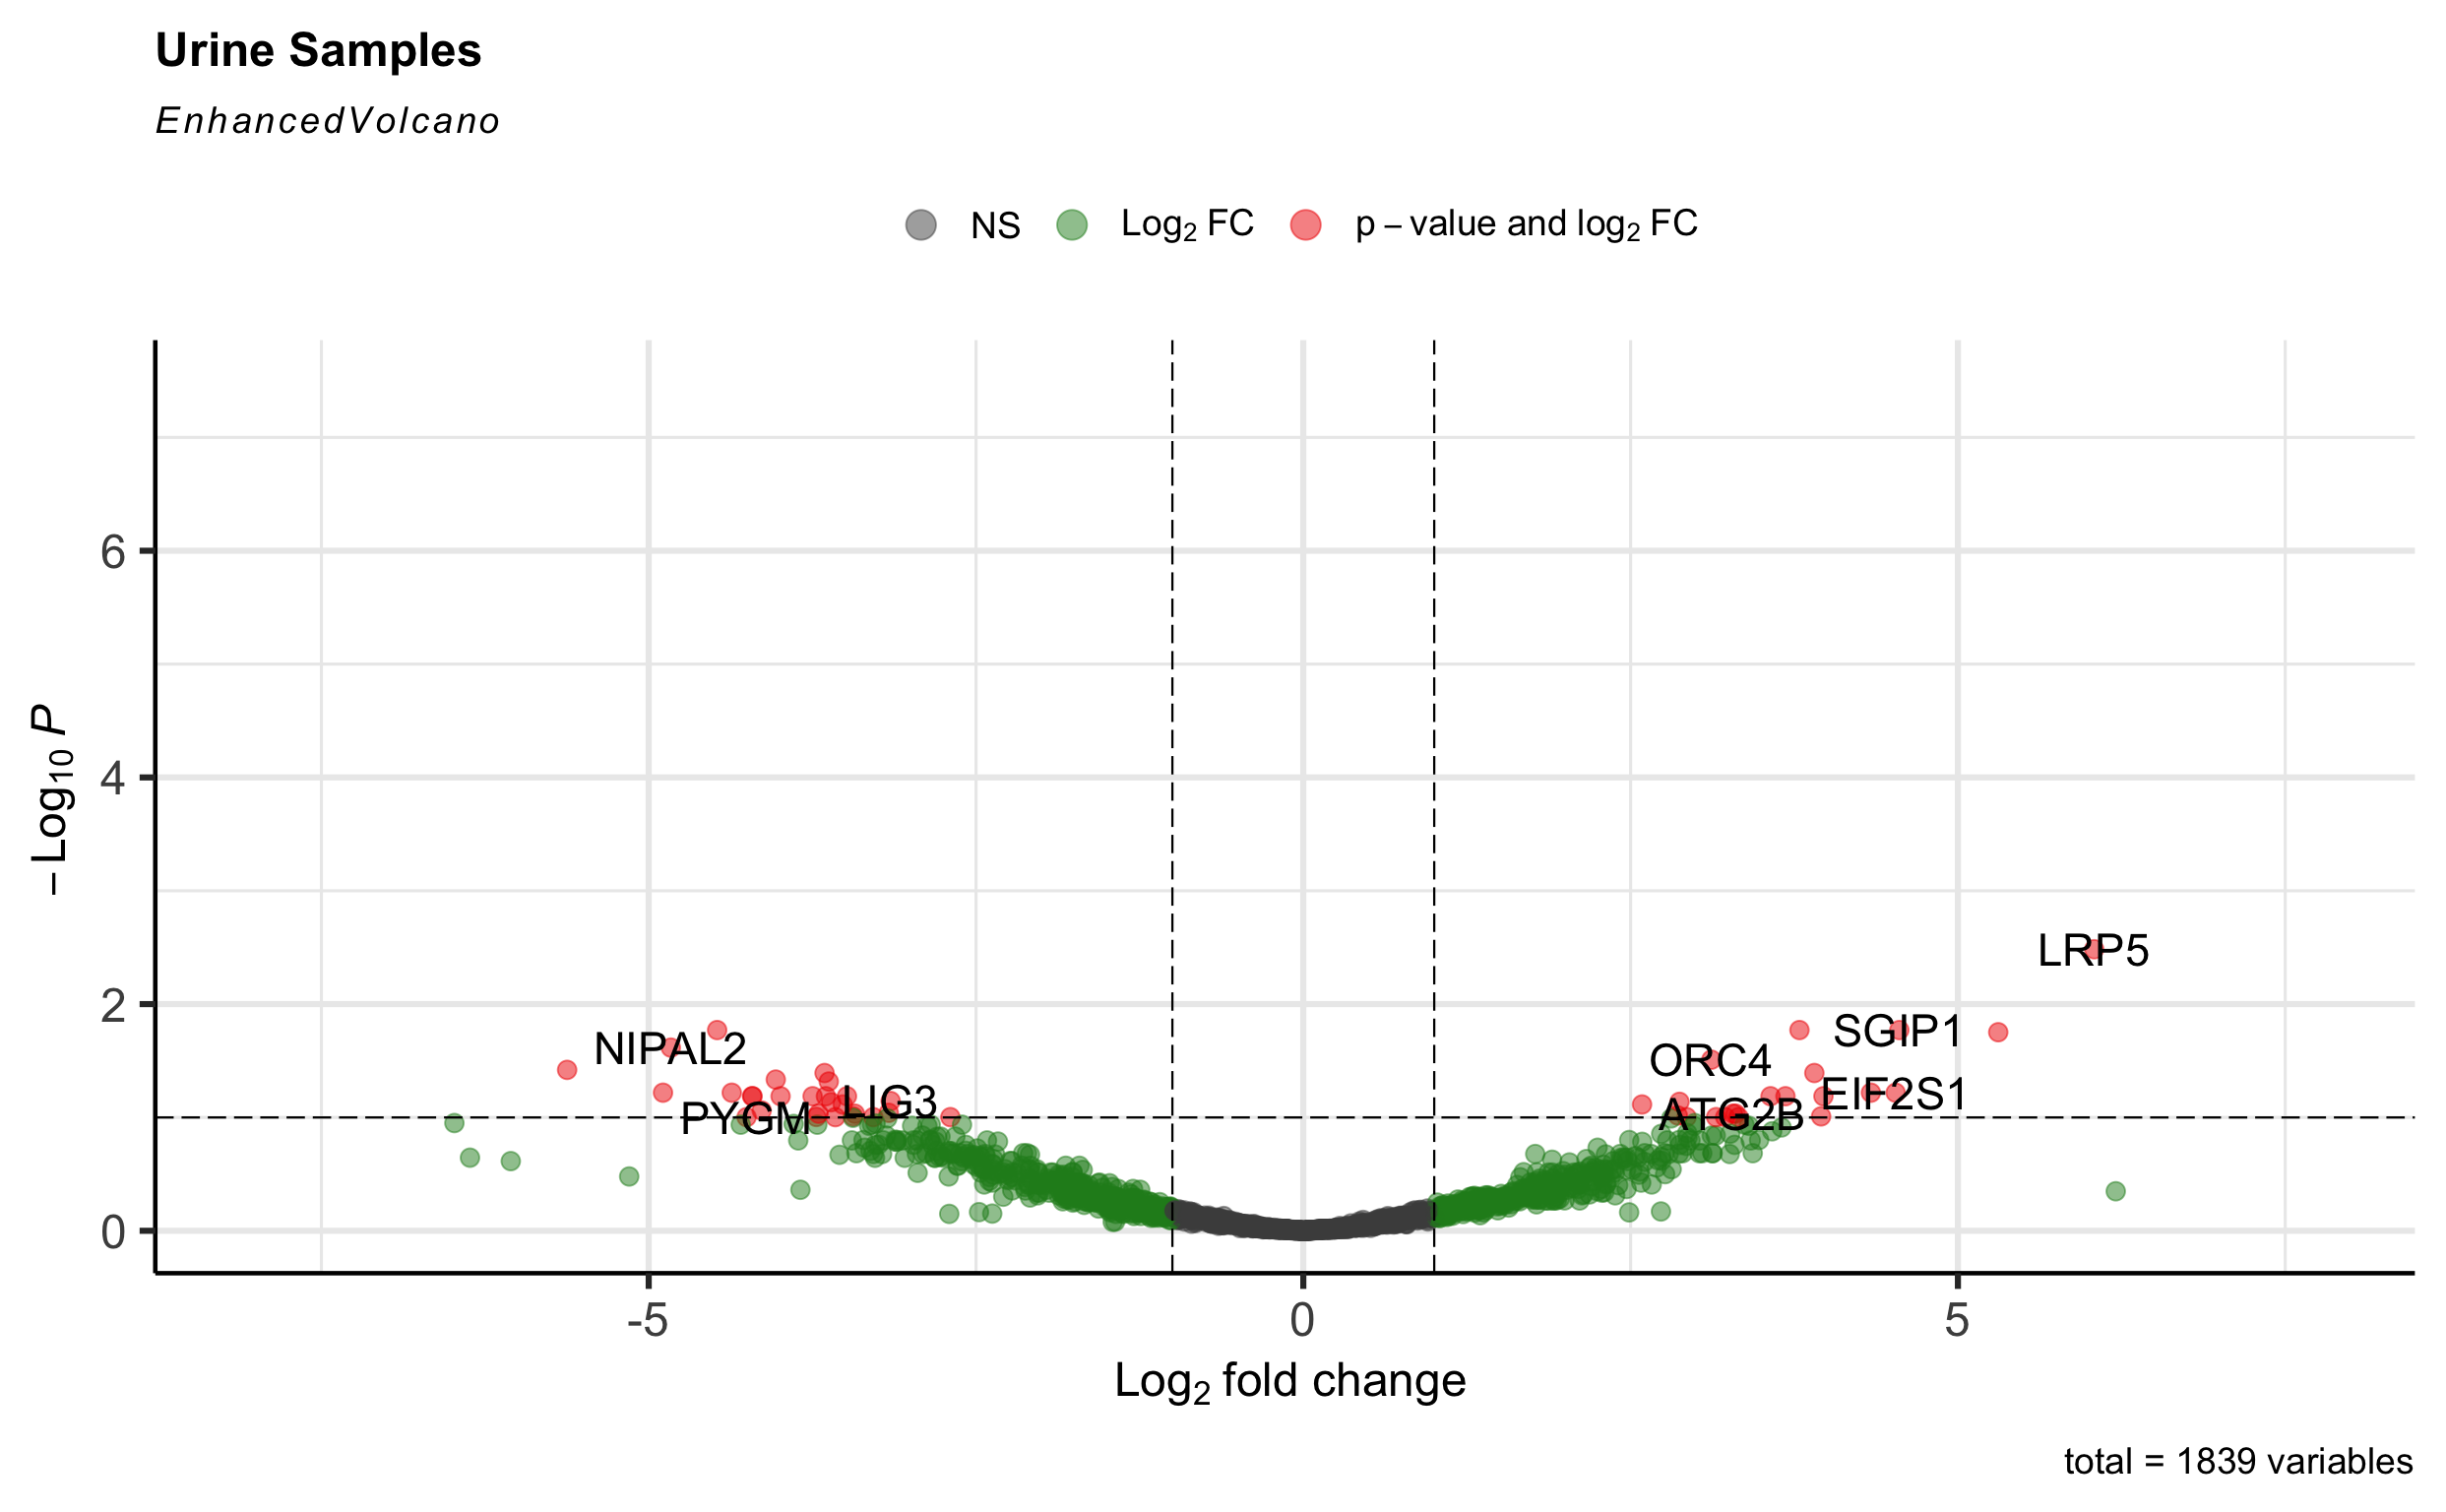 Urine Samples
EnhancedVolcano
NS Log2 FC p – value and log2 FC
– Log10 P
6
4
2
0
LRP5
SGIP1
NIPAL2
ORC4
EIF2S1
LIG3
PYGM
ATG2B
-5 0 5
Log2 fold change
total = 1839 variables